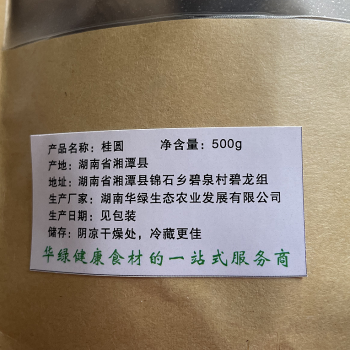 产品名称：桂圆 净含量：500g
产地：湖南省湘潭县
地址：湖南省湘潭县锦石乡碧泉村碧龙组
生产厂家：湖南华绿生态农业发展有限公司
生产日期：见包装
储存：阴凉干燥处，冷藏更佳
华绿健康食材的一站式服务商